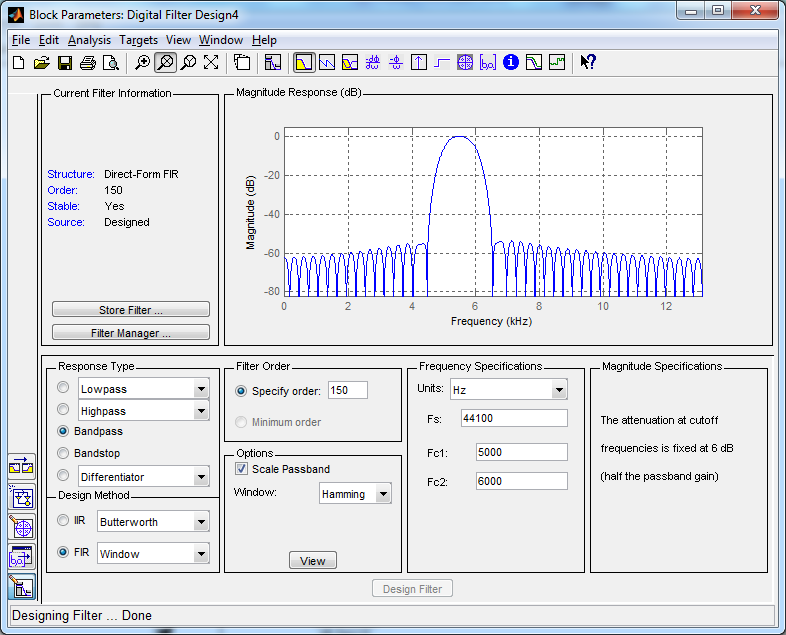 Block Parameters: Digital Filter Design4
File Edit Analysis Targets View Window Help
Current Filter Information
Structure: Direct-Form FIR
Order: 150
Stable: Yes
Source: Designed
Store Filter ...
Filter Manager ...
Magnitude Response (dB)
Magnitude (dB)
0
-20
-40
-60
-80
0 2 4 6 8 10 12
Frequency (kHz)
Response Type
Lowpass
Highpass
Bandpass
Bandstop
Differentiator
Design Method
IIR Butterworth
FIR Window
Filter Order
Specify order: 150
Minimum order
Options
Scale Passband
Window: Hamming
View
Frequency Specifications
Units: Hz
Fs: 44100
Fc1: 5000
Fc2: 6000
Magnitude Specifications
The attenuation at cutoff
frequencies is fixed at 6 dB
(half the passband gain)
Design Filter
Designing Filter ... Done